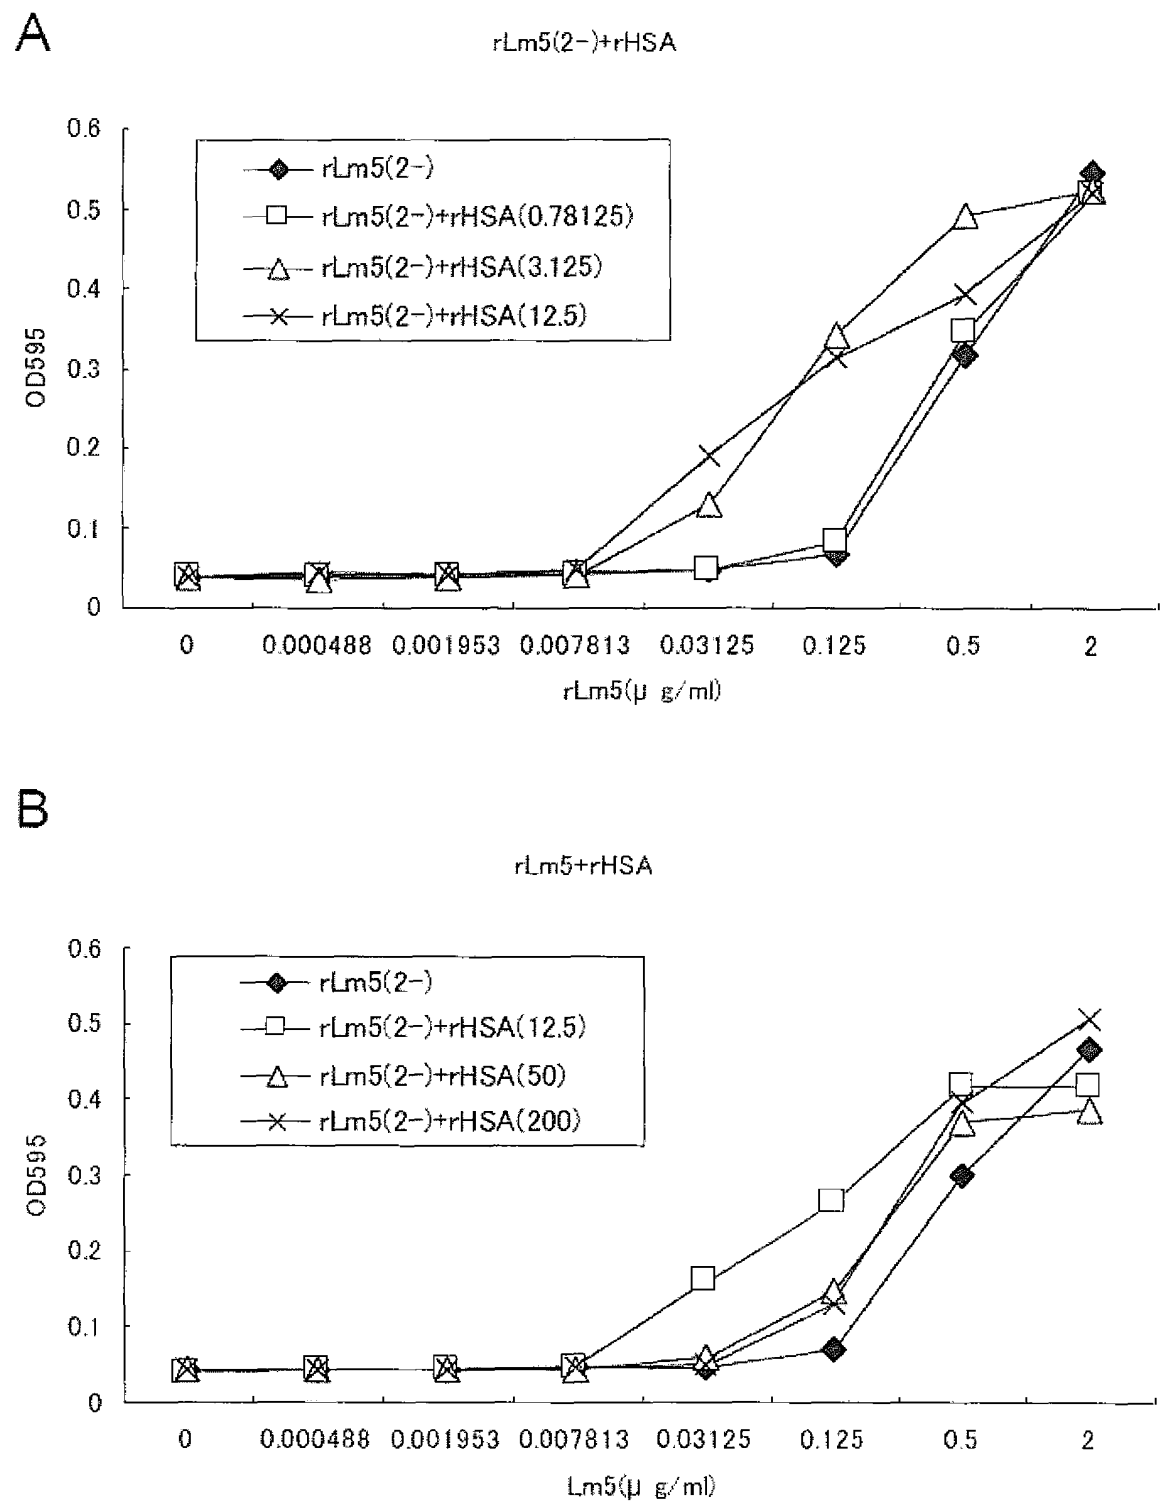 A
rLm5(2-)+rHSA
0.6
0.5
0.4
0.3
0.2
0.1
0
OD595
rLm5(2-)
rLm5(2-)+rHSA(0.78125)
rLm5(2-)+rHSA(3.125)
rLm5(2-)+rHSA(12.5)
0 0.000488 0.001953 0.007813 0.03125 0.125 0.5 2
rLm5(μ g/ml)
B
rLm5+rHSA
0.6
0.5
0.4
0.3
0.2
0.1
0
OD595
rLm5(2-)
rLm5(2-)+rHSA(12.5)
rLm5(2-)+rHSA(50)
rLm5(2-)+rHSA(200)
0 0.000488 0.001953 0.007813 0.03125 0.125 0.5 2
Lm5(μ g/ml)